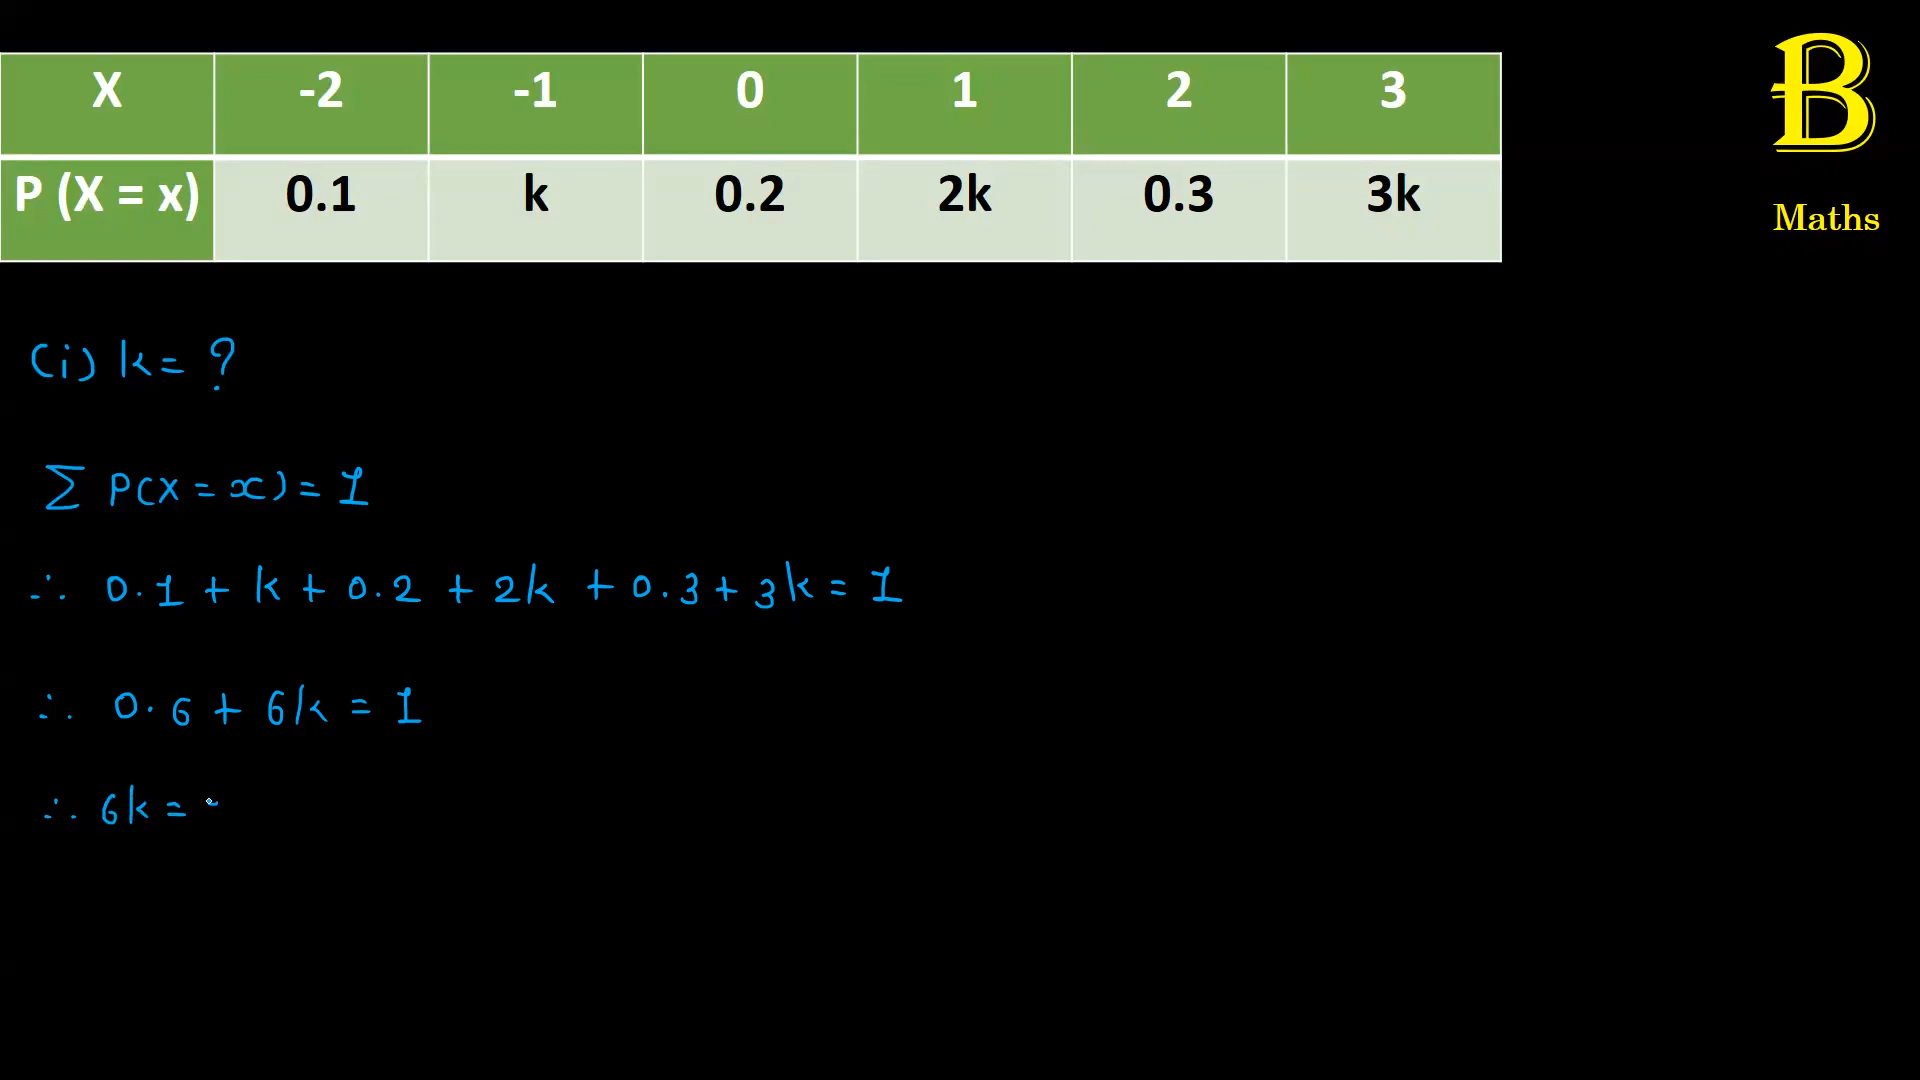 X -2 -1 0 1 2 3
P (X = x) 0.1 k 0.2 2k 0.3 3k
B
Maths
(i) k = ?
∑ P(X = x) = 1
∴ 0.1 + k + 0.2 + 2k + 0.3 + 3k = 1
∴ 0.6 + 6k = 1
∴ 6k =